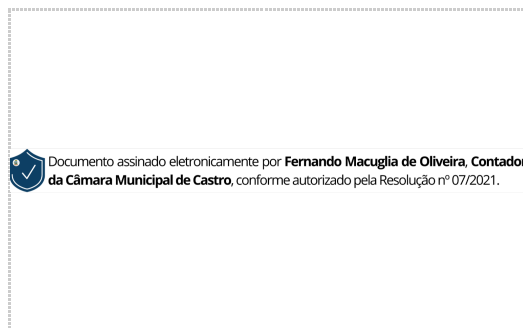 Documento assinado eletronicamente por Fernando Macuglia de Oliveira, Contador
da Câmara Municipal de Castro, conforme autorizado pela Resolução nº 07/2021.